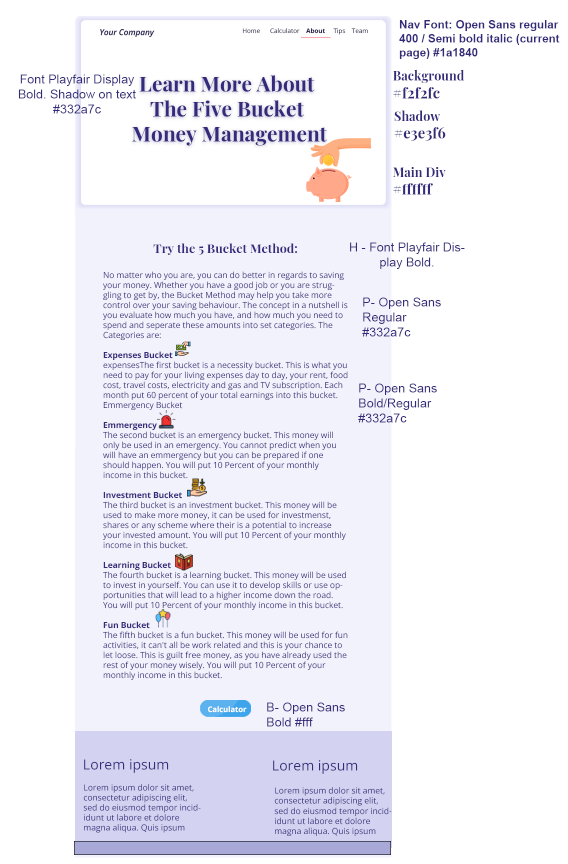 Your Company
Home Calculator About Tips Team
Nav Font: Open Sans regular
400 / Semi bold italic (current
page) #1a1840
Font Playfair Display
Bold. Shadow on text
#332a7c
Learn More About
The Five Bucket
Money Management
Background
#f2f2fc
Shadow
#e3e3f6
Main Div
#ffffff
Try the 5 Bucket Method:
H - Font Playfair Dis-
play Bold.
No matter who you are, you can do better in regards to saving
your money. Whether you have a good job or you are strug-
gling to get by, the Bucket Method may help you take more
control over your saving behaviour. The concept in a nutshell is
you evaluate how much you have, and how much you need to
spend and seperate these amounts into set categories. The
Categories are:
P- Open Sans
Regular
#332a7c
Expenses Bucket
expensesThe first bucket is a necessity bucket. This is what you
need to pay for your living expenses day to day, your rent, food
cost, travel costs, electricity and gas and TV subscription. Each
month put 60 percent of your total earnings into this bucket.
Emmergency Bucket
P- Open Sans
Bold/Regular
#332a7c
Emmergency
The second bucket is an emergency bucket. This money will
only be used in an emergency. You cannot predict when you
will have an emmergency but you can be prepared if one
should happen. You will put 10 Percent of your monthly
income in this bucket.
Investment Bucket
The third bucket is an investment bucket. This money will be
used to make more money, it can be used for investmenst,
shares or any scheme where their is a potential to increase
your invested amount. You will put 10 Percent of your monthly
income in this bucket.
Learning Bucket
The fourth bucket is a learning bucket. This money will be used
to invest in yourself. You can use it to develop skills or use op-
portunities that will lead to a higher income down the road.
You will put 10 Percent of your monthly income in this bucket.
Fun Bucket
The fifth bucket is a fun bucket. This money will be used for fun
activities, it can't all be work related and this is your chance to
let loose. This is guilt free money, as you have already used the
rest of your money wisely. You will put 10 Percent of your
monthly income in this bucket.
Calculator
B- Open Sans
Bold #fff
Lorem ipsum
Lorem ipsum dolor sit amet,
consectetur adipiscing elit,
sed do eiusmod tempor incid-
idunt ut labore et dolore
magna aliqua. Quis ipsum
Lorem ipsum
Lorem ipsum dolor sit amet,
consectetur adipiscing elit,
sed do eiusmod tempor incid-
idunt ut labore et dolore
magna aliqua. Quis ipsum